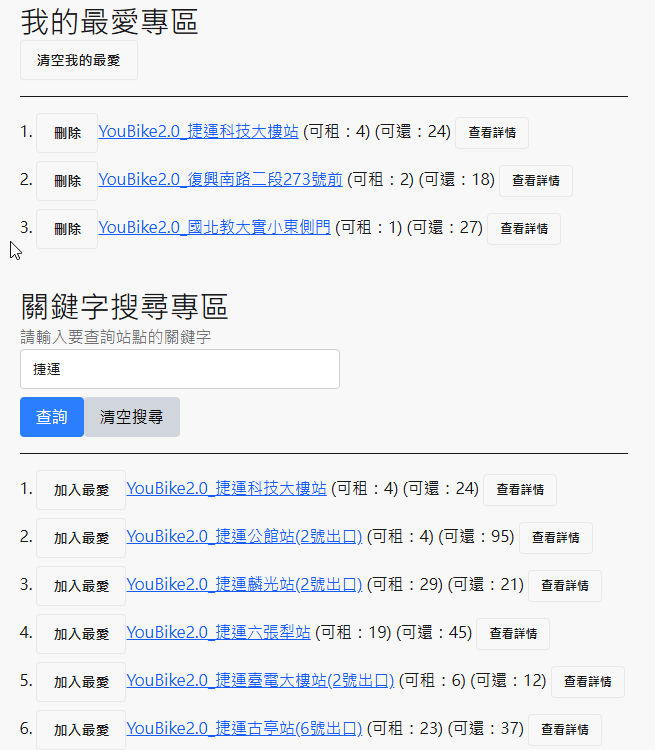 我的最愛專區
清空我的最愛
1. 刪除 YouBike2.0_捷運科技大樓站 (可租：4) (可還：24) 查看詳情
2. 刪除 YouBike2.0_復興南路二段273號前 (可租：2) (可還：18) 查看詳情
3. 刪除 YouBike2.0_國北教大實小東側門 (可租：1) (可還：27) 查看詳情
關鍵字搜尋專區
請輸入要查詢站點的關鍵字
捷運
查詢 清空搜尋
1. 加入最愛 YouBike2.0_捷運科技大樓站 (可租：4) (可還：24) 查看詳情
2. 加入最愛 YouBike2.0_捷運公館站(2號出口) (可租：4) (可還：95) 查看詳情
3. 加入最愛 YouBike2.0_捷運麟光站(2號出口) (可租：29) (可還：21) 查看詳情
4. 加入最愛 YouBike2.0_捷運六張犁站 (可租：19) (可還：45) 查看詳情
5. 加入最愛 YouBike2.0_捷運臺電大樓站(2號出口) (可租：6) (可還：12) 查看詳情
6. 加入最愛 YouBike2.0_捷運古亭站(6號出口) (可租：23) (可還：37) 查看詳情